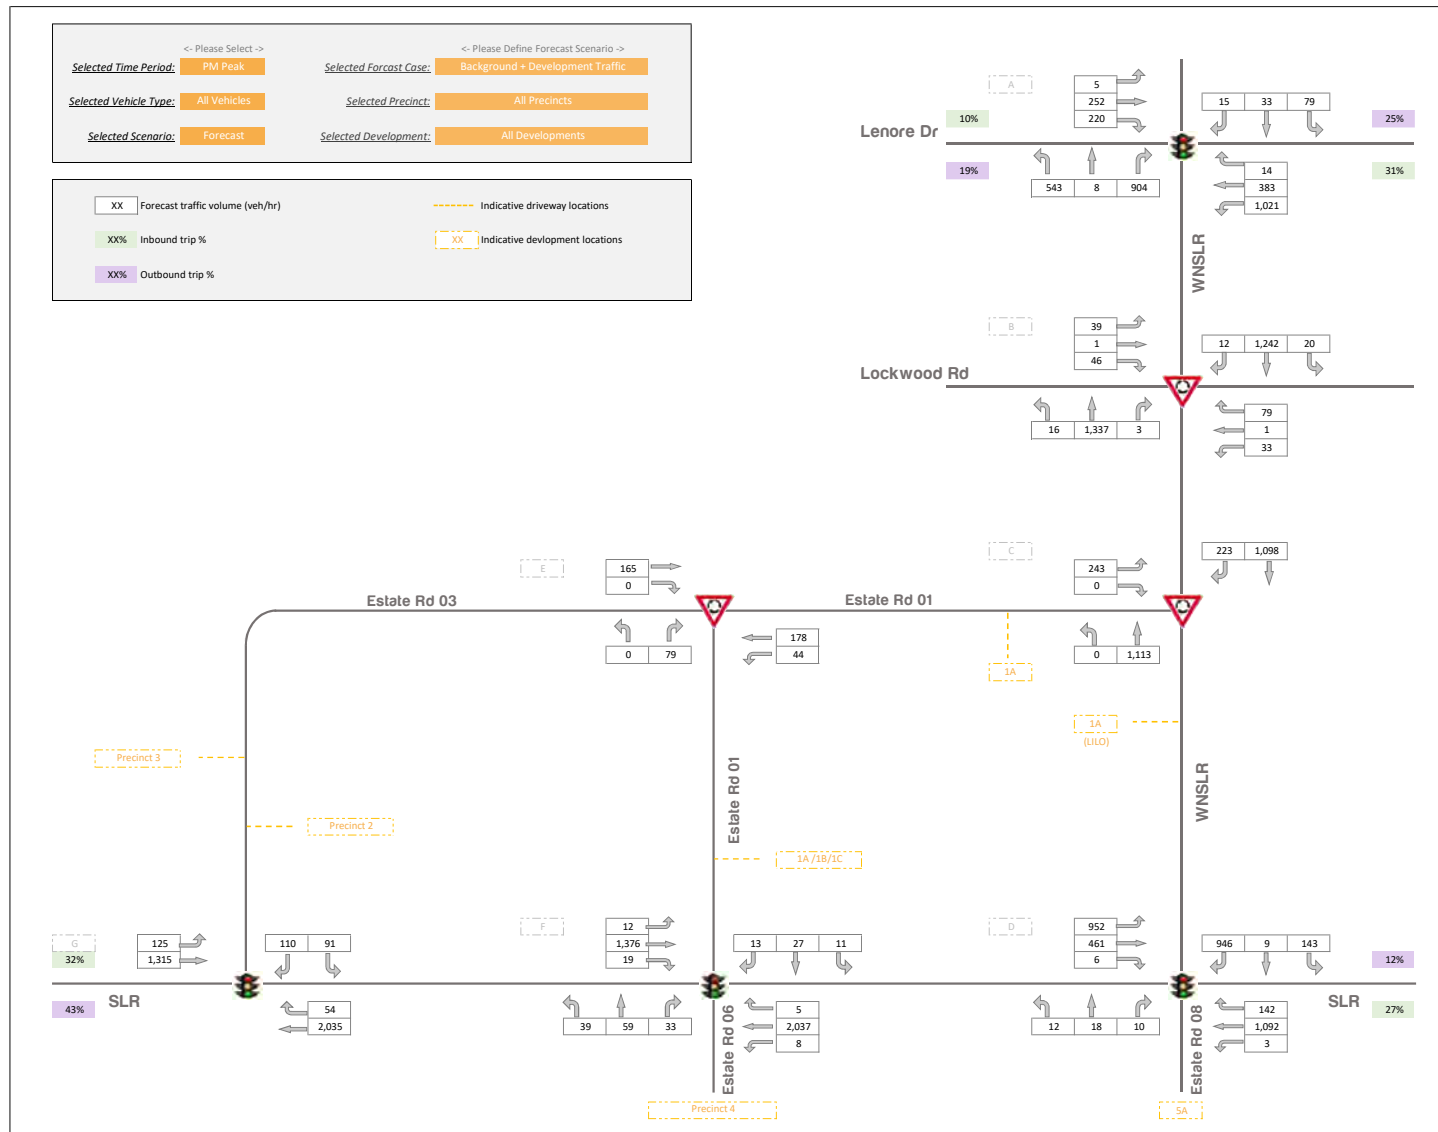 <- Please Select ->
<- Please Define Forecast Scenario ->
Selected Time Period: PM Peak
Selected Forcast Case: Background + Development Traffic
Selected Vehicle Type: All Vehicles
Selected Precinct: All Precincts
Selected Scenario: Forecast
Selected Development: All Developments
XX Forecast traffic volume (veh/hr)
Indicative driveway locations
XX% Inbound trip %
XX Indicative devlopment locations
XX% Outbound trip %
A
5
252
220
15 33 79
10%
25%
Lenore Dr
19%
31%
543 8 904
14
383
1,021
WNSLR
B
39
1
46
12 1,242 20
Lockwood Rd
16 1,337 3
79
1
33
E
165
0
C
243
0
223 1,098
Estate Rd 03
Estate Rd 01
0 79
178
44
0 1,113
1A
1A
(LILO)
Precinct 3
Precinct 2
Estate Rd 01
WNSLR
1A /1B/1C
G
32%
125
1,315
110 91
F
12
1,376
19
13 27 11
D
952
461
6
946 9 143
12%
SLR
SLR
43%
54
2,035
39 59 33
5
2,037
8
Estate Rd 06
12 18 10
142
1,092
3
Estate Rd 08
27%
Precinct 4
5A